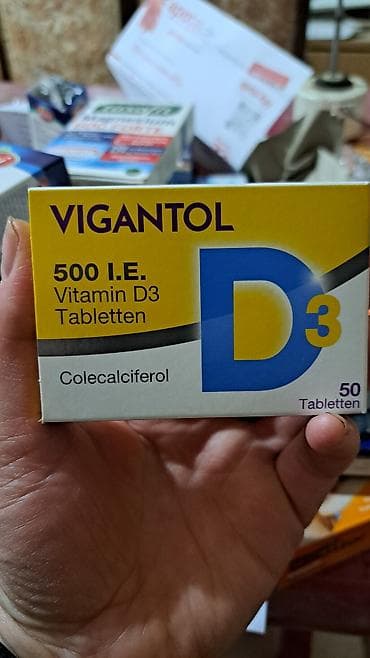 VIGANTOL
500 I.E.
Vitamin D3
Tabletten
D3
Colecalciferol
50
Tabletten